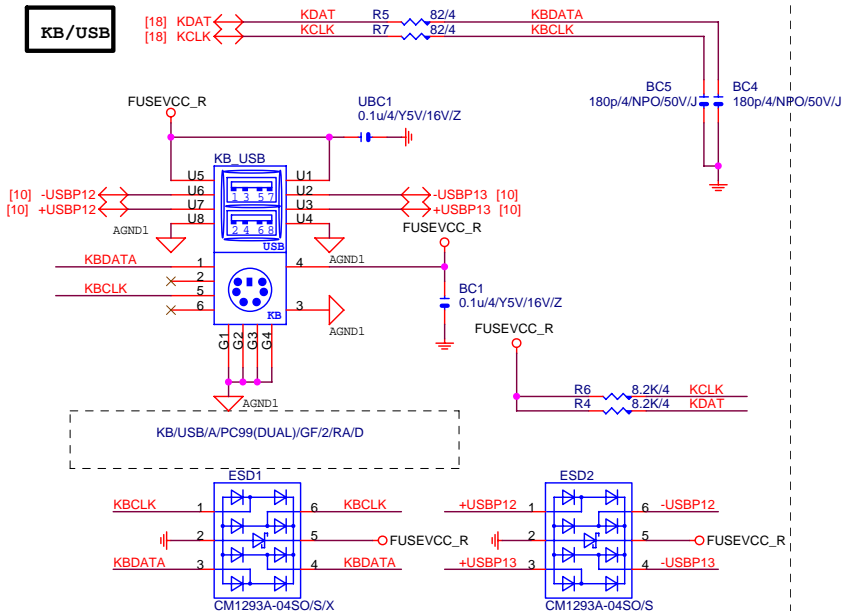 KB/USB
[18] KDAT KDAT R5 82/4 KBDATA
[18] KCLK KCLK R7 82/4 KBCLK
BC5 BC4
180p/4/NPO/50V/J 180p/4/NPO/50V/J
FUSEVCC_R
UBC1
0.1u/4/Y5V/16V/Z
KB_USB
U5 U1
[10] -USBP12 U6 1 3 5 7 U2 -USBP13 [10]
[10] +USBP12 U7 U3 +USBP13 [10]
U8 2 4 6 8 U4
AGND1 USB AGND1
FUSEVCC_R
KBDATA 1 4
2
KBCLK 5
6 KB 3
AGND1
BC1
0.1u/4/Y5V/16V/Z
G1 G2 G3 G4
AGND1
FUSEVCC_R
R6 8.2K/4 KCLK
R4 8.2K/4 KDAT
KB/USB/A/PC99(DUAL)/GF/2/RA/D
ESD1
KBCLK 1 6 KBCLK
2 5 FUSEVCC_R
KBDATA 3 4 KBDATA
CM1293A-04SO/S/X
ESD2
+USBP12 1 6 -USBP12
2 5 FUSEVCC_R
+USBP13 3 4 -USBP13
CM1293A-04SO/S